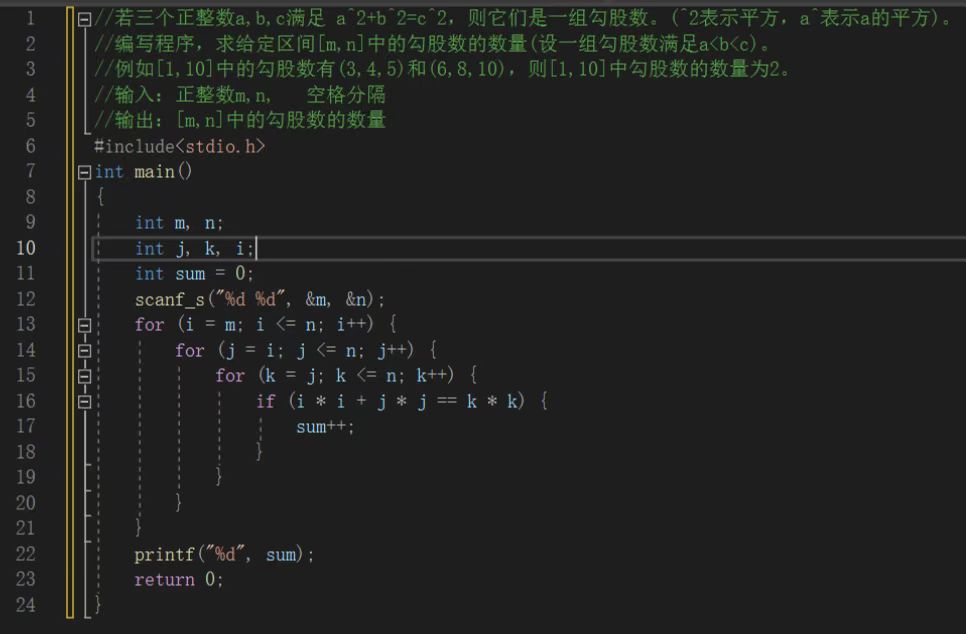 1 //若三个正整数a,b,c满足 a^2+b^2=c^2，则它们是一组勾股数。(^2表示平方，a^表示a的平方)。
2 //编写程序，求给定区间[m,n]中的勾股数的数量(设一组勾股数满足a<b<c)。
3 //例如[1,10]中的勾股数有(3,4,5)和(6,8,10)，则[1,10]中勾股数的数量为2。
4 //输入：正整数m,n, 空格分隔
5 //输出：[m,n]中的勾股数的数量
6 #include<stdio.h>
7 int main()
8 {
9 int m, n;
10 int j, k, i;
11 int sum = 0;
12 scanf_s("%d %d", &m, &n);
13 for (i = m; i <= n; i++) {
14 for (j = i; j <= n; j++) {
15 for (k = j; k <= n; k++) {
16 if (i * i + j * j == k * k) {
17 sum++;
18 }
19 }
20 }
21 }
22 printf("%d", sum);
23 return 0;
24 }